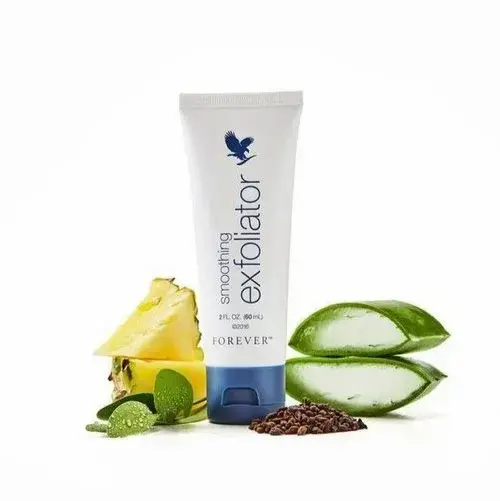 smoothing
exfoliator
2 FL. OZ. (60 mL)
©2016
FOREVER™